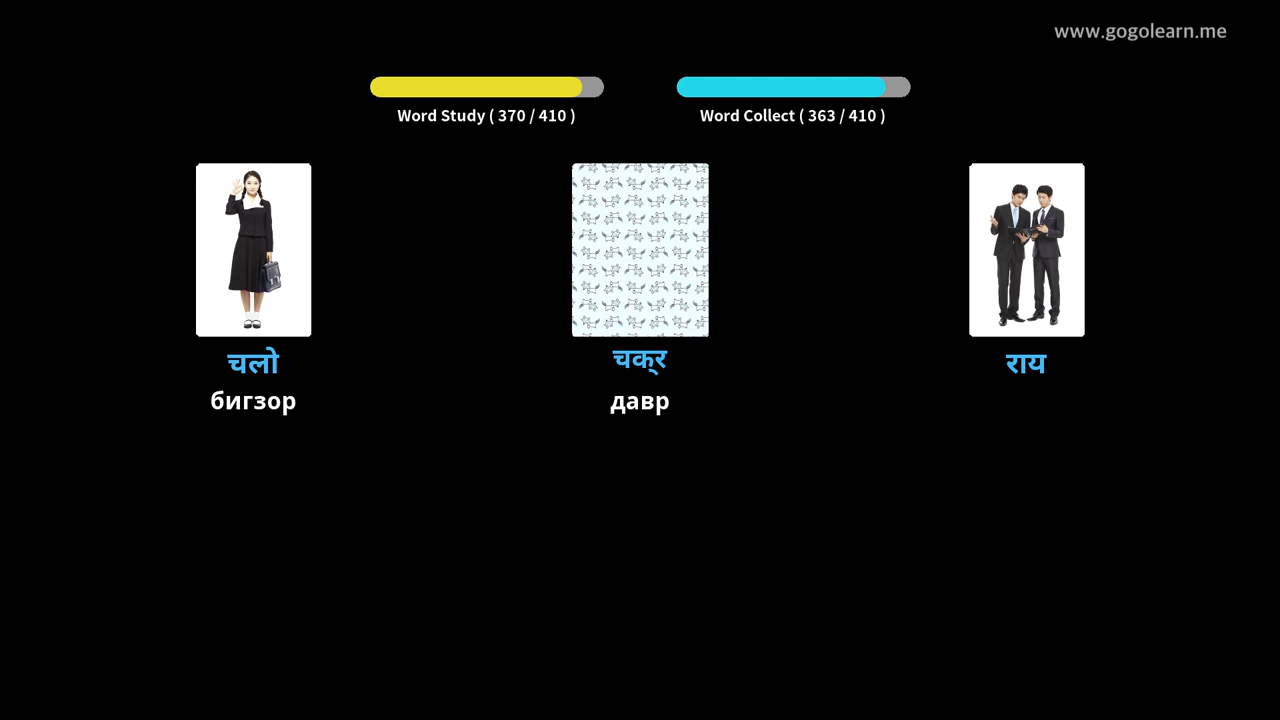 www.gogolearn.me
Word Study ( 370 / 410 )
Word Collect ( 363 / 410 )
चलो
चक्र
राय
бигзор
давр